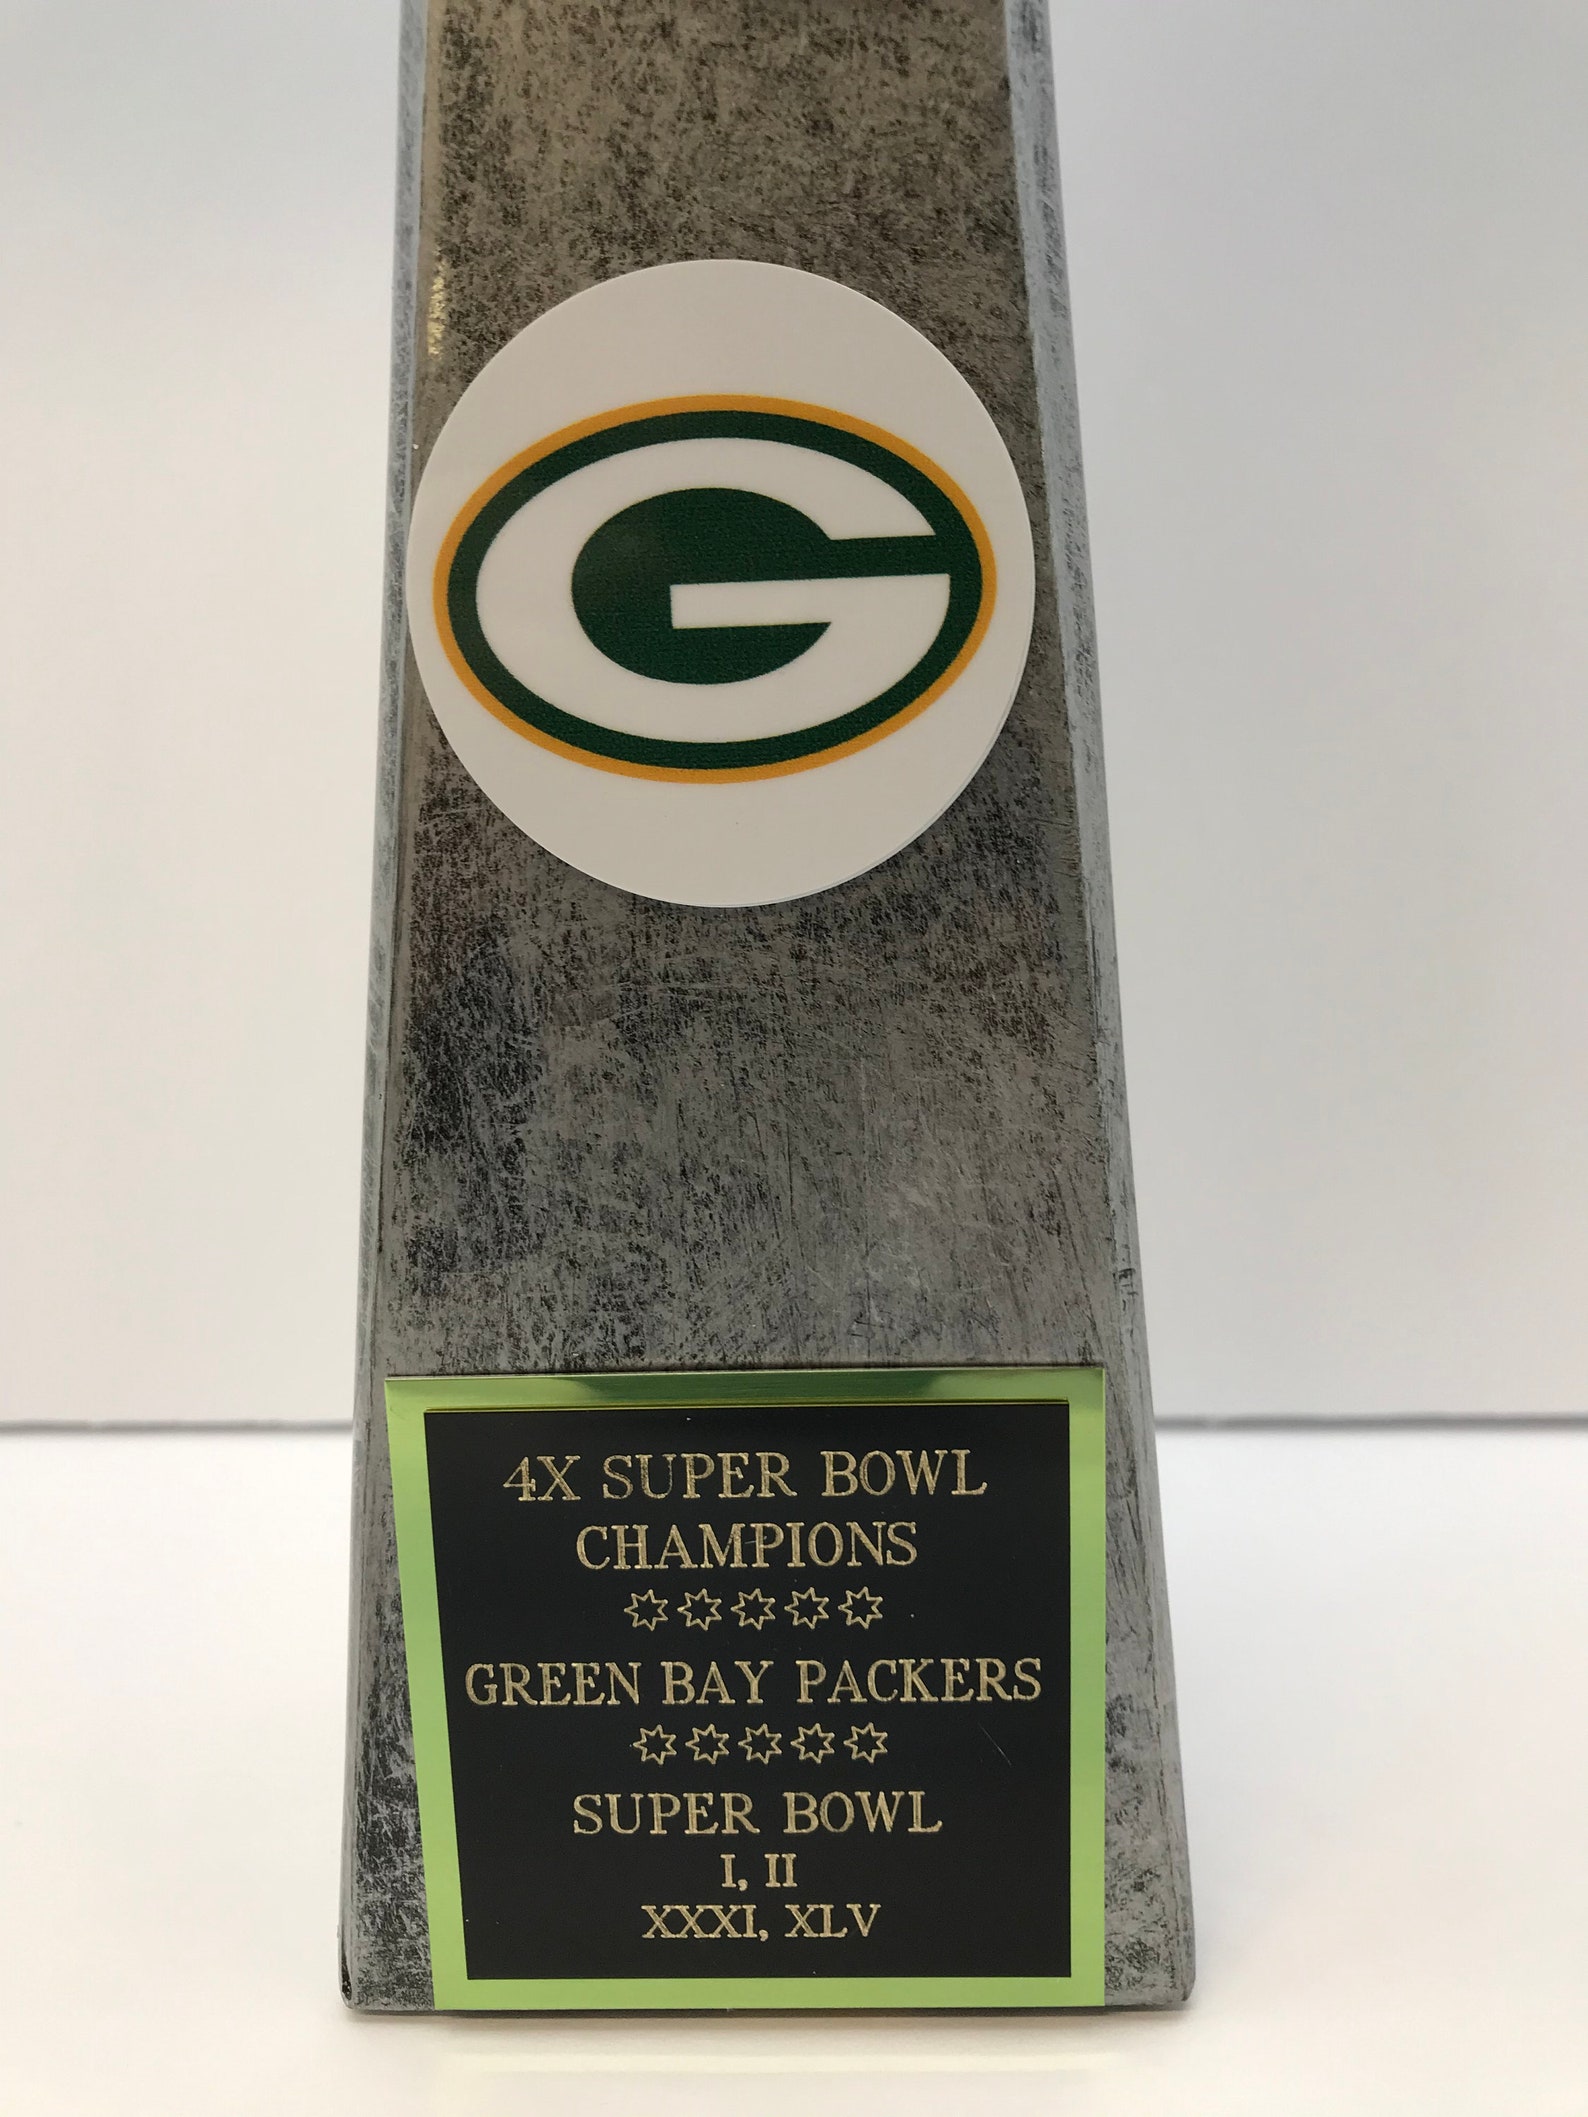 G
4X SUPER BOWL
CHAMPIONS
GREEN BAY PACKERS
SUPER BOWL
I, II
XXXI, XLV